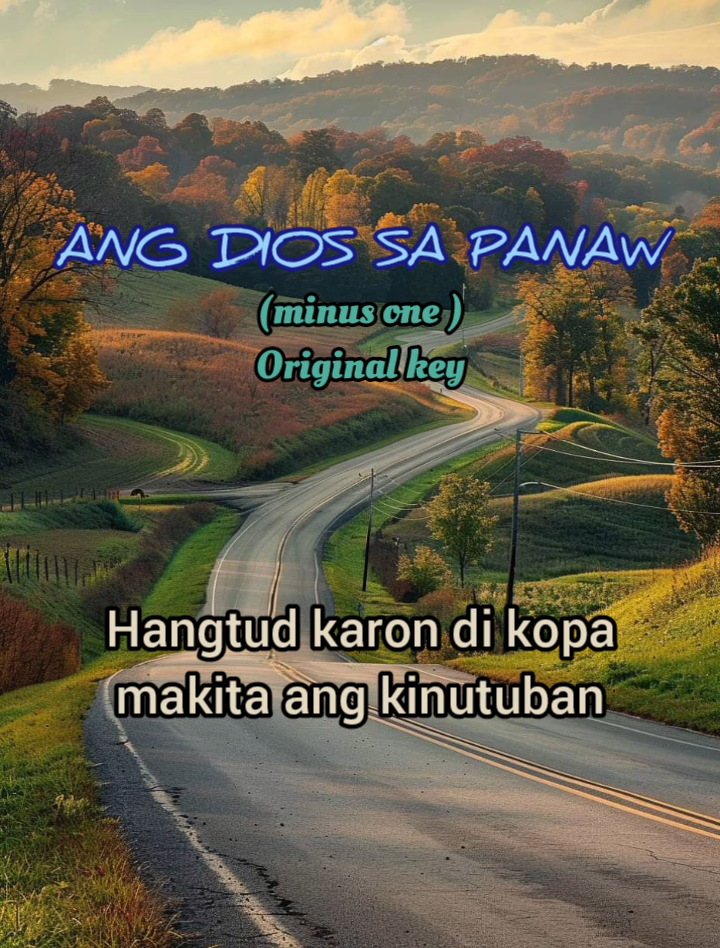 ANG DIOS SA PANAW
(minus one )
Original key
Hangtud karon di kopa
makita ang kinutuban